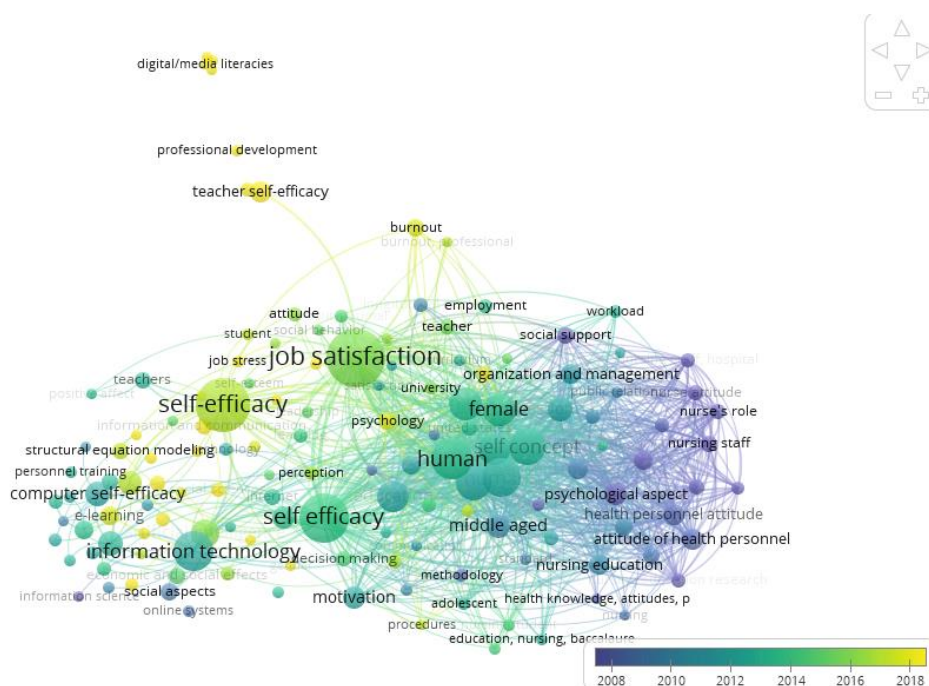 digital/media literacies
professional development
teacher self-efficacy
burnout
burnout, professional
employment
workload
attitude
teacher
social support
student
social behavior
job stress
job satisfaction
organization and management
hospital
teachers
self-esteem
university
public relations
nurse attitude
positive affect
self-efficacy
female
nurse's role
information and communication
psychology
self concept
nursing staff
structural equation modeling
human
personnel training
perception
computer self-efficacy
internet
psychological aspect
e-learning
self efficacy
middle aged
health personnel attitude
attitude of health personnel
information technology
decision making
nursing education
economic and social effects
methodology
information science
social aspects
motivation
adolescent
health knowledge, attitudes, p
online systems
procedures
nursing
education, nursing, baccalaure
2008 2010 2012 2014 2016 2018